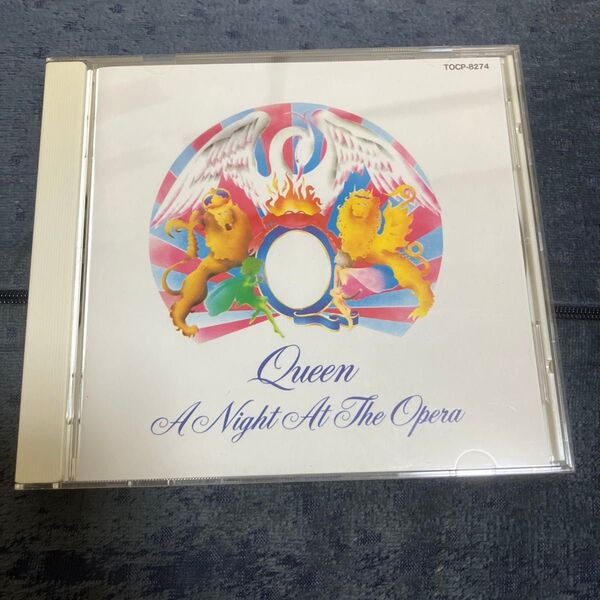 TOCP-8274
Queen
A Night At The Opera